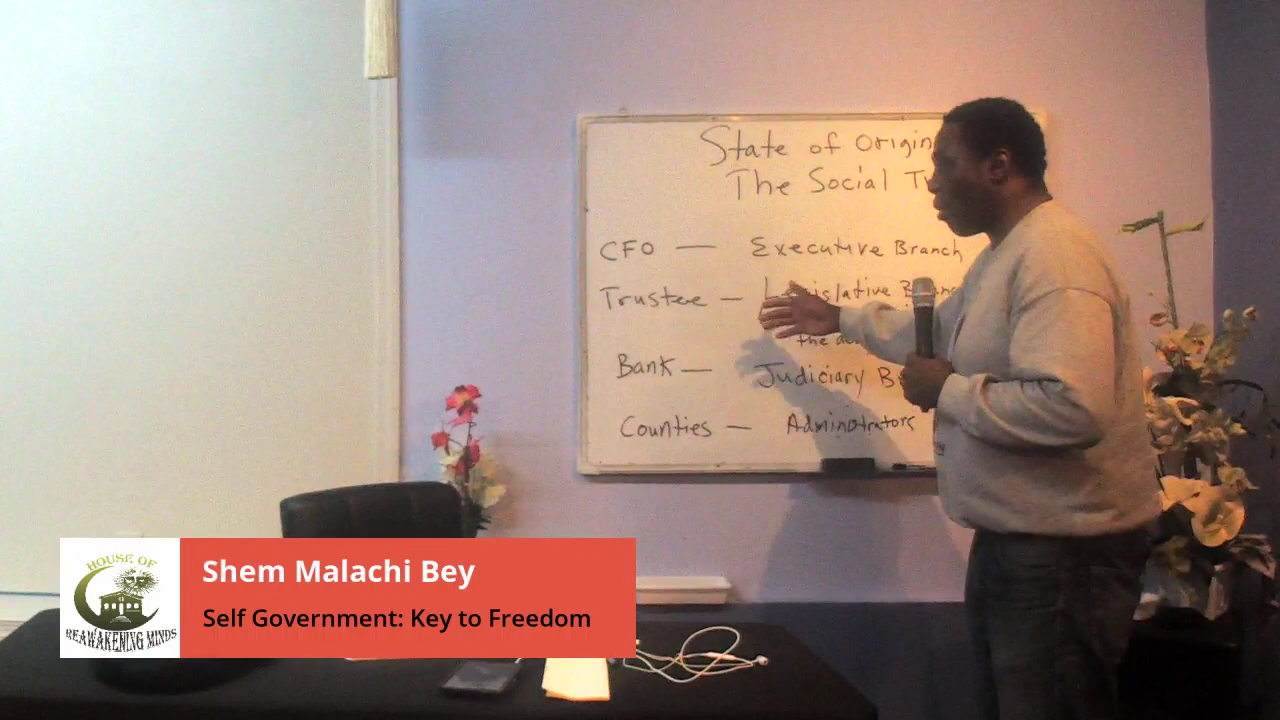 State of Origin
The Social
CFO — Executive Branch
Trustee — Legislative
the
Bank — Judiciary
Counties — Administrators
HOUSE OF
REAWAKENING MINDS
Shem Malachi Bey
Self Government: Key to Freedom